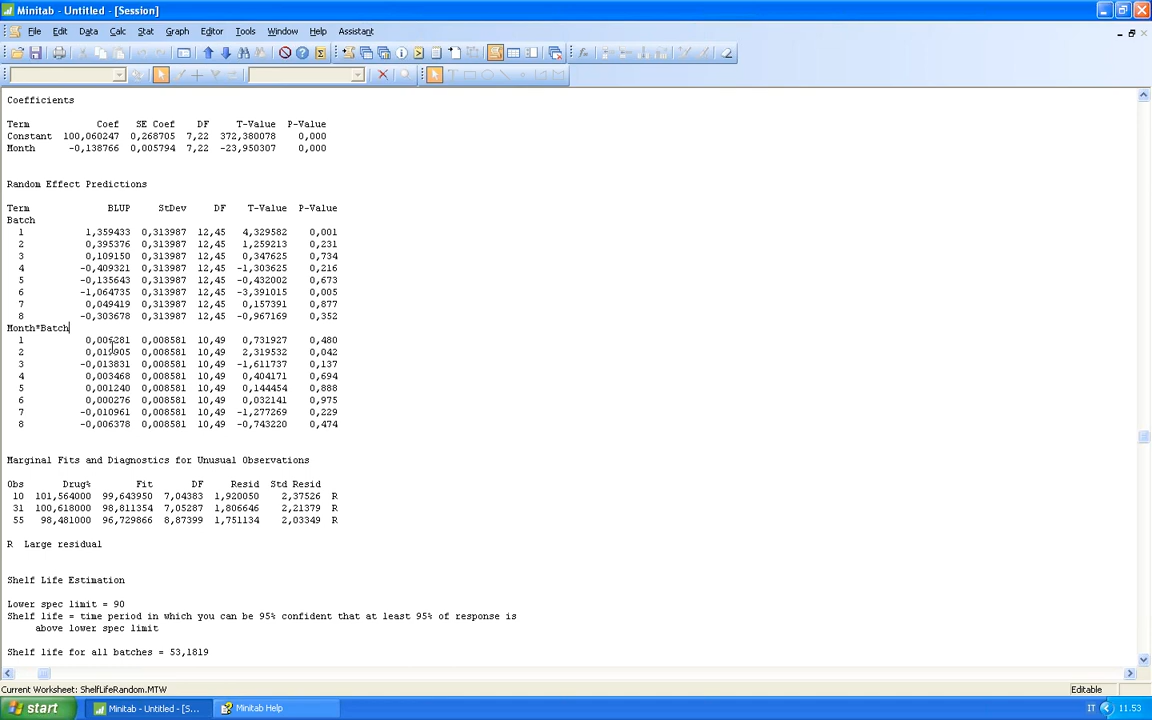 Minitab - Untitled - [Session]
File Edit Data Calc Stat Graph Editor Tools Window Help Assistant
Coefficients
Term Coef SE Coef DF T-Value P-Value
Constant 100,060247 0,268705 7,22 372,380078 0,000
Month -0,138766 0,005794 7,22 -23,950307 0,000
Random Effect Predictions
Term BLUP StDev DF T-Value P-Value
Batch
1 1,359433 0,313987 12,45 4,329582 0,001
2 0,395376 0,313987 12,45 1,259213 0,231
3 0,109150 0,313987 12,45 0,347625 0,734
4 -0,409321 0,313987 12,45 -1,303625 0,216
5 -0,135643 0,313987 12,45 -0,432002 0,673
6 -1,064735 0,313987 12,45 -3,391015 0,005
7 0,049419 0,313987 12,45 0,157391 0,877
8 -0,303678 0,313987 12,45 -0,967169 0,352
Month*Batch
1 0,006281 0,008581 10,49 0,731927 0,480
2 0,019905 0,008581 10,49 2,319532 0,042
3 -0,013831 0,008581 10,49 -1,611737 0,137
4 0,003468 0,008581 10,49 0,404171 0,694
5 0,001240 0,008581 10,49 0,144454 0,888
6 0,000276 0,008581 10,49 0,032141 0,975
7 -0,010961 0,008581 10,49 -1,277269 0,229
8 -0,006378 0,008581 10,49 -0,743220 0,474
Marginal Fits and Diagnostics for Unusual Observations
Obs Drug% Fit DF Resid Std Resid
10 101,564000 99,643950 7,04383 1,920050 2,37526 R
31 100,618000 98,811354 7,05287 1,806646 2,21379 R
55 98,481000 96,729866 8,87399 1,751134 2,03349 R
R Large residual
Shelf Life Estimation
Lower spec limit = 90
Shelf life = time period in which you can be 95% confident that at least 95% of response is
above lower spec limit
Shelf life for all batches = 53,1819
Current Worksheet: ShelfLifeRandom.MTW Editable
start Minitab - Untitled - [S... Minitab Help IT 11.53